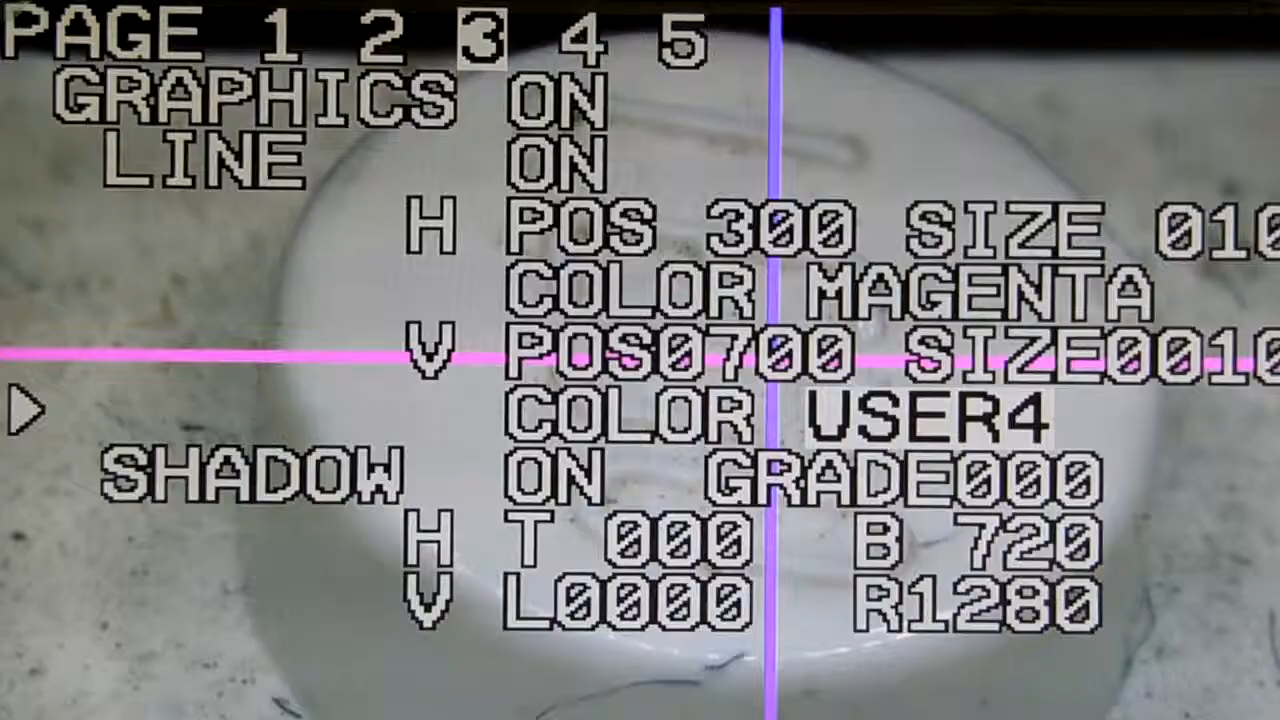 PAGE 1 2 3 4 5
GRAPHICS ON
LINE ON
H POS 300 SIZE 010
COLOR MAGENTA
V POS0700 SIZE0010
COLOR USER4
SHADOW ON GRADE000
H T 000 B 720
V L0000 R1280